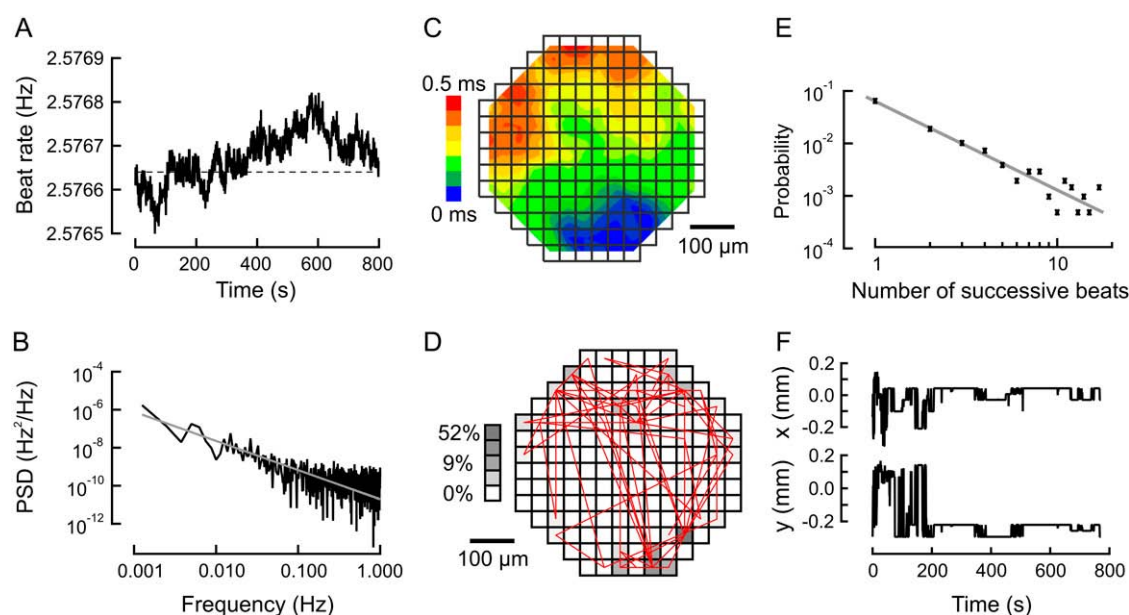 A
Beat rate (Hz)
2.5769
2.5768
2.5767
2.5766
2.5765
0 200 400 600 800
Time (s)
B
PSD (Hz²/Hz)
10⁻⁴
10⁻⁶
10⁻⁸
10⁻¹⁰
10⁻¹²
0.001 0.010 0.100 1.000
Frequency (Hz)
C
0.5 ms
0 ms
100 µm
D
52%
9%
0%
100 µm
E
Probability
10⁻¹
10⁻²
10⁻³
10⁻⁴
1 10
Number of successive beats
F
x (mm)
0.2
0.0
-0.2
y (mm)
0.2
0.0
-0.2
0 200 400 600 800
Time (s)